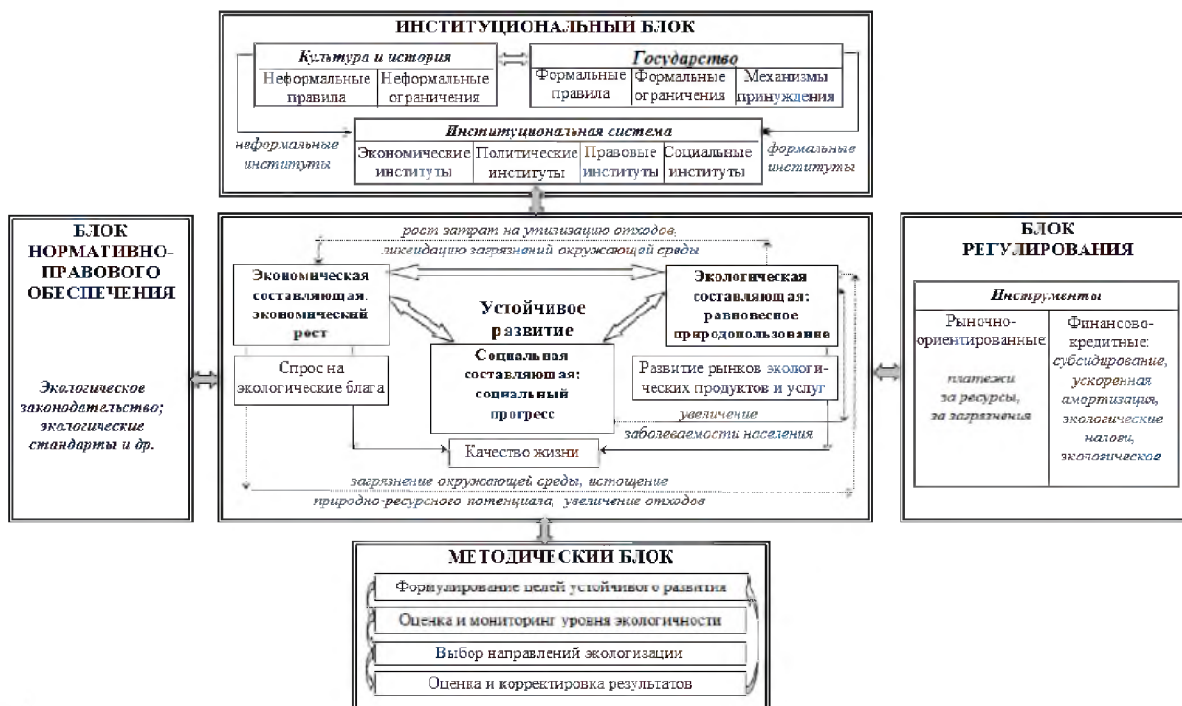 ИНСТИТУЦИОНАЛЬНЫЙ БЛОК
Культура и история
Неформальные
правила
Неформальные
ограничения
Государство
Формальные
правила
Формальные
ограничения
Механизмы
принуждения
неформальные
институты
Институциональная система
Экономические
институты
Политические
институты
Правовые
институты
Социальные
институты
формальные
институты
БЛОК
НОРМАТИВНО-
ПРАВОВОГО
ОБЕСПЕЧЕНИЯ
Экологическое
законодательство;
экологические
стандарты и др.
рост затрат на утилизацию отходов,
ликвидацию загрязнений окружающей среды
Экономическая
составляющая:
экономический
рост
Устойчивое
развитие
Экологическая
составляющая:
равновесное
природопользование
Социальная
составляющая:
социальный
прогресс
Спрос на
экологические блага
Развитие рынков экологи-
ческих продуктов и услуг
увеличение
заболеваемости населения
Качество жизни
загрязнение окружающей среды, истощение
природно-ресурсного потенциала, увеличение отходов
БЛОК
РЕГУЛИРОВАНИЯ
Инструменты
Рыночно-
ориентированные
платежи
за ресурсы,
за загрязнения
Финансово-
кредитные:
субсидирование,
ускоренная
амортизация,
экологические
налоги,
экологическое
МЕТОДИЧЕСКИЙ БЛОК
Формулирование целей устойчивого развития
Оценка и мониторинг уровня экологичности
Выбор направлений экологизации
Оценка и корректировка результатов